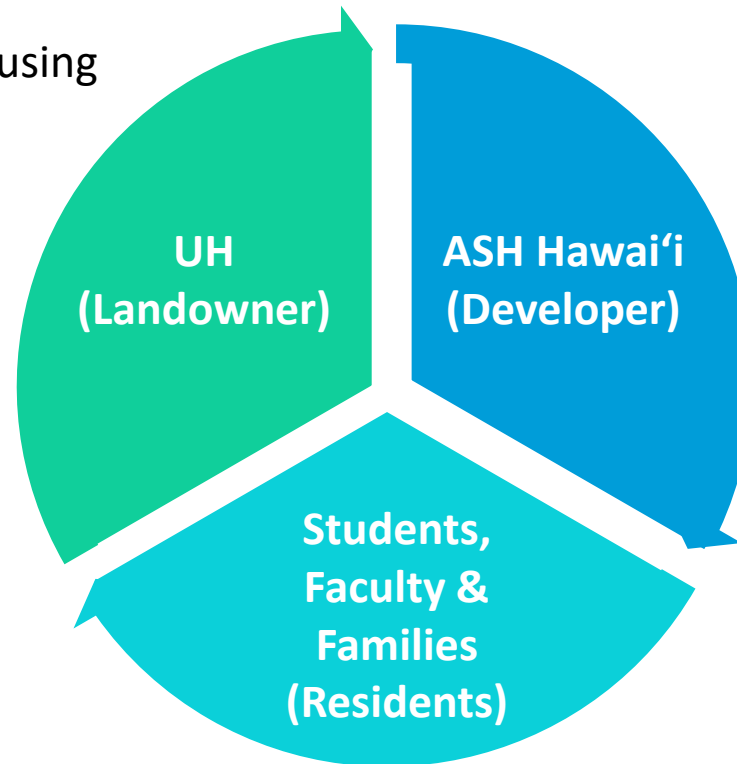 using
UH
(Landowner)
ASH Hawaiʻi
(Developer)
Students,
Faculty &
Families
(Residents)